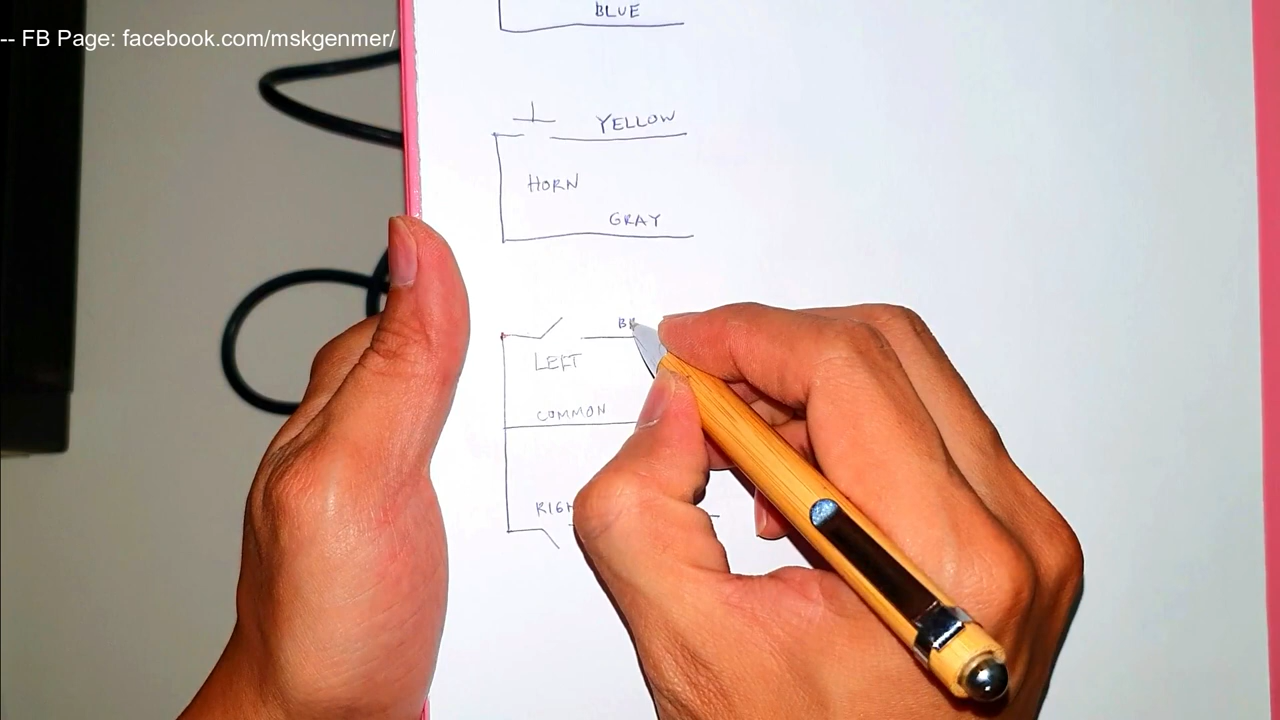 -- FB Page: facebook.com/mskgenmer/
BLUE
YELLOW
HORN
GRAY
LEFT
COMMON